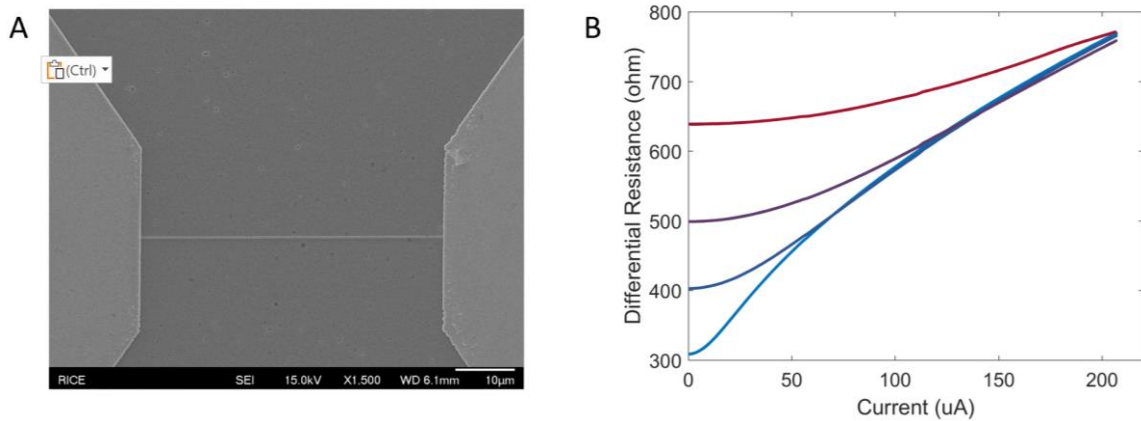 A
(Ctrl)
RICE SEI 15.0kV X1,500 WD 6.1mm 10μm
B
800
700
600
500
400
300
Differential Resistance (ohm)
0 50 100 150 200
Current (uA)